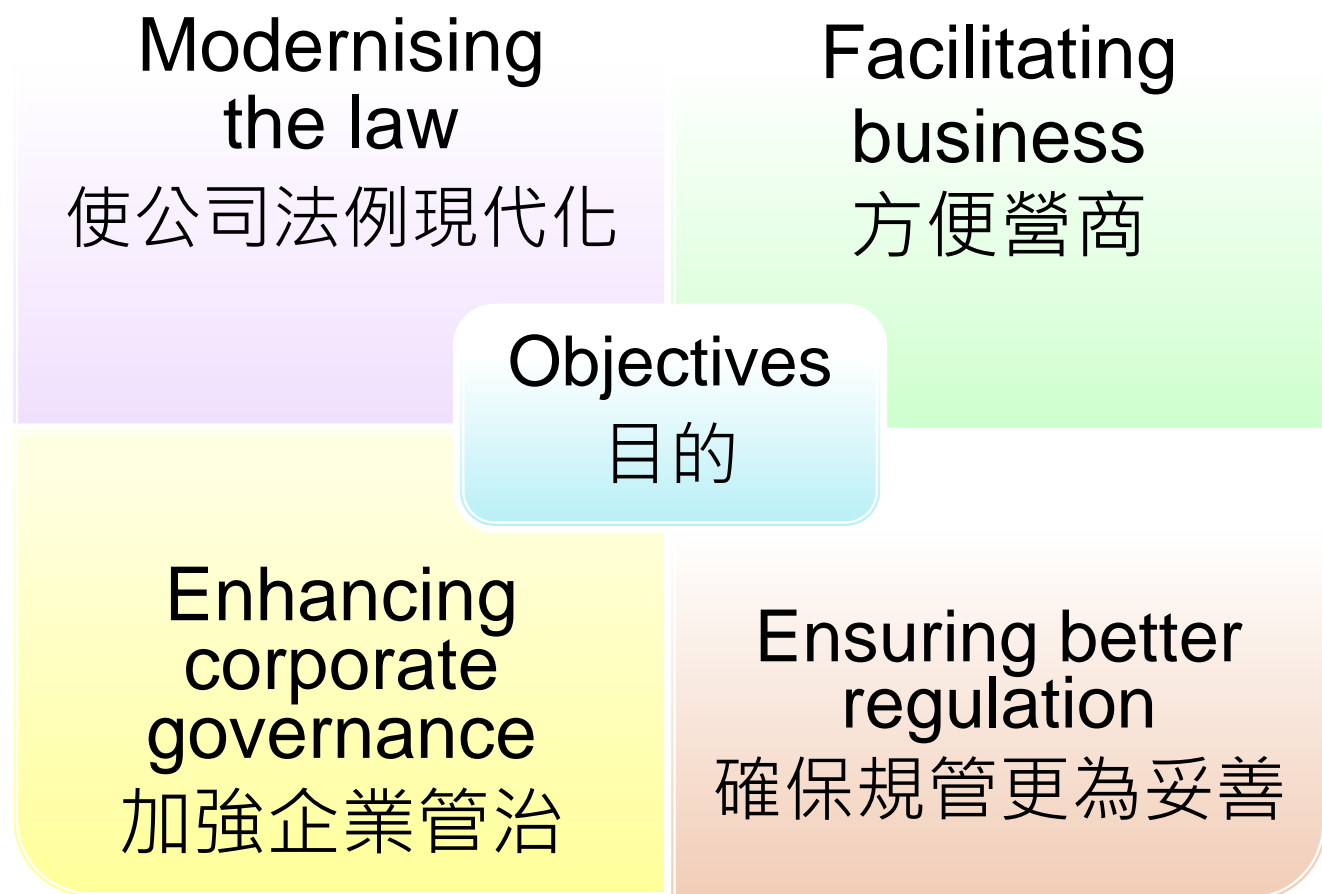 Modernising
the law
使公司法例現代化
Facilitating
business
方便營商
Objectives
目的
Enhancing
corporate
governance
加強企業管治
Ensuring better
regulation
確保規管更為妥善